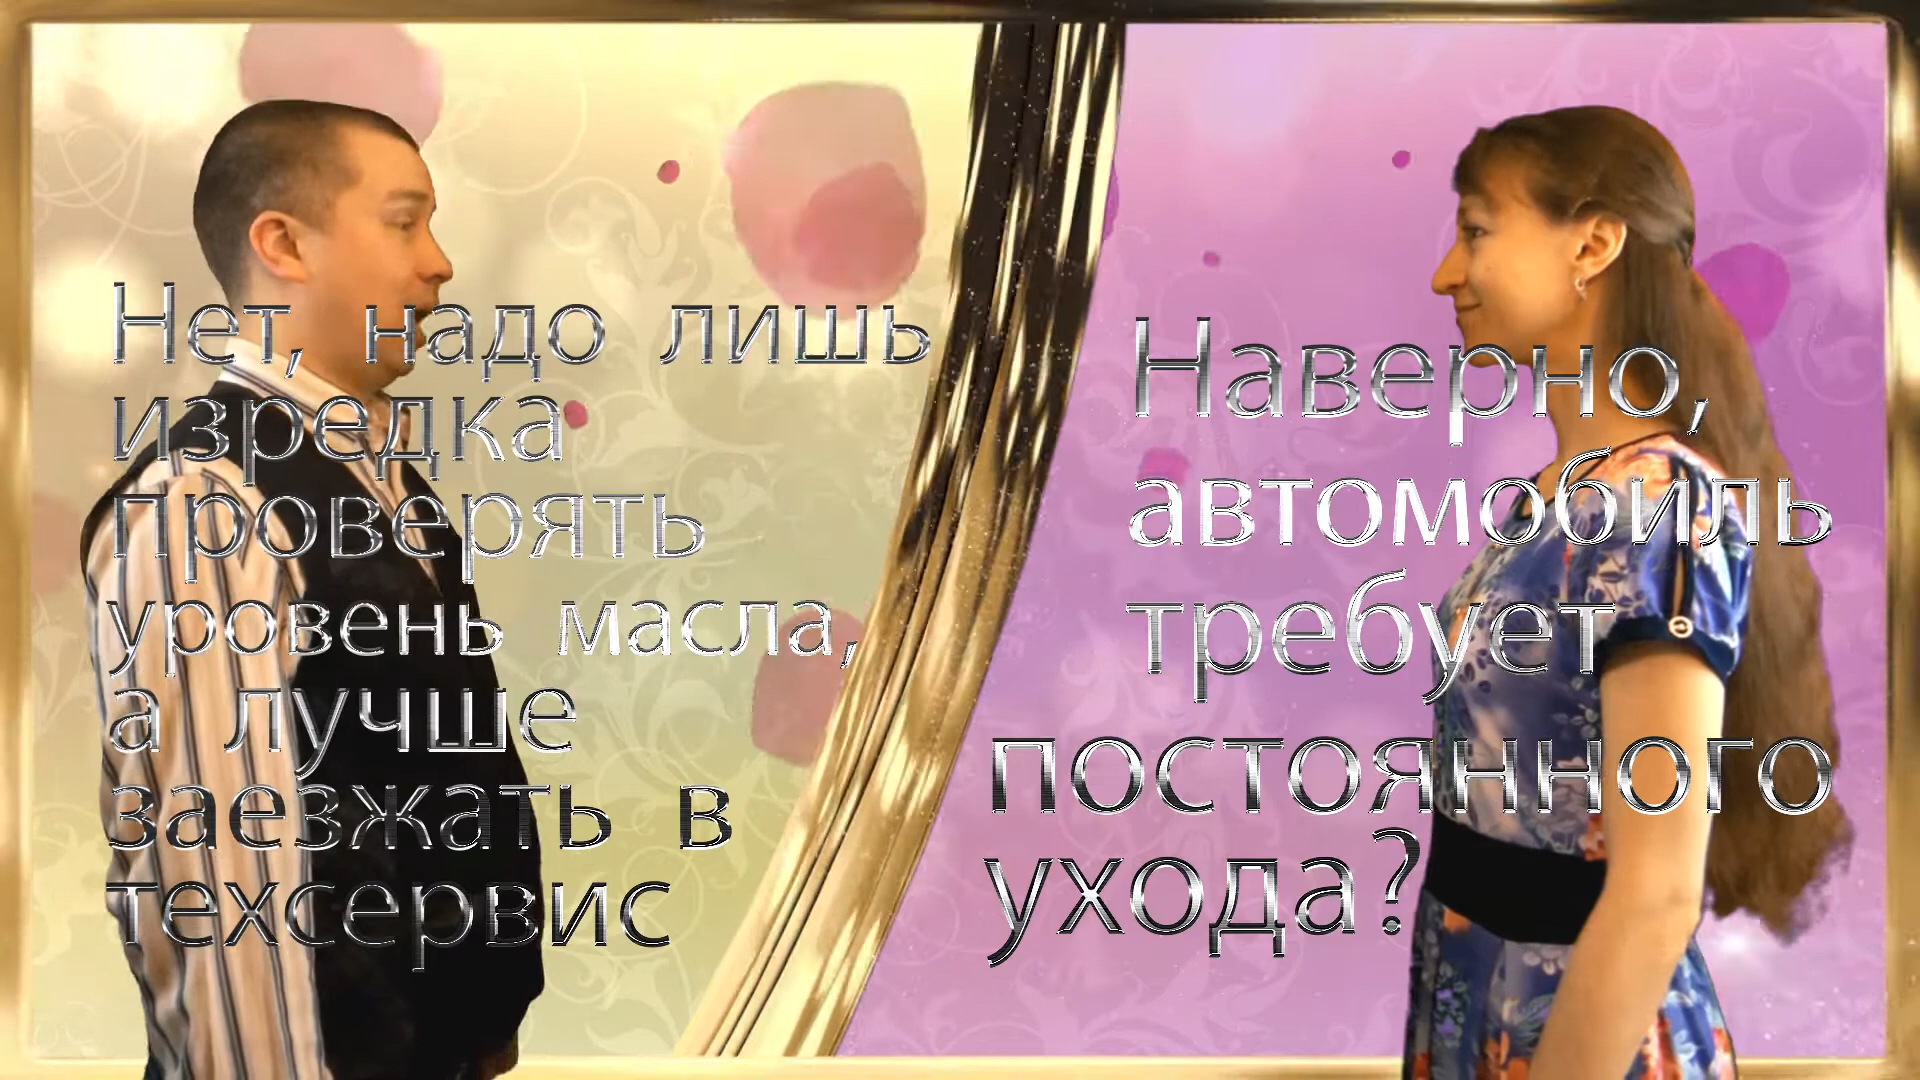 Нет, надо лишь
изредка
проверять
уровень масла,
а лучше
заезжать в
техсервис
Наверно,
автомобиль
требует
постоянного
ухода?